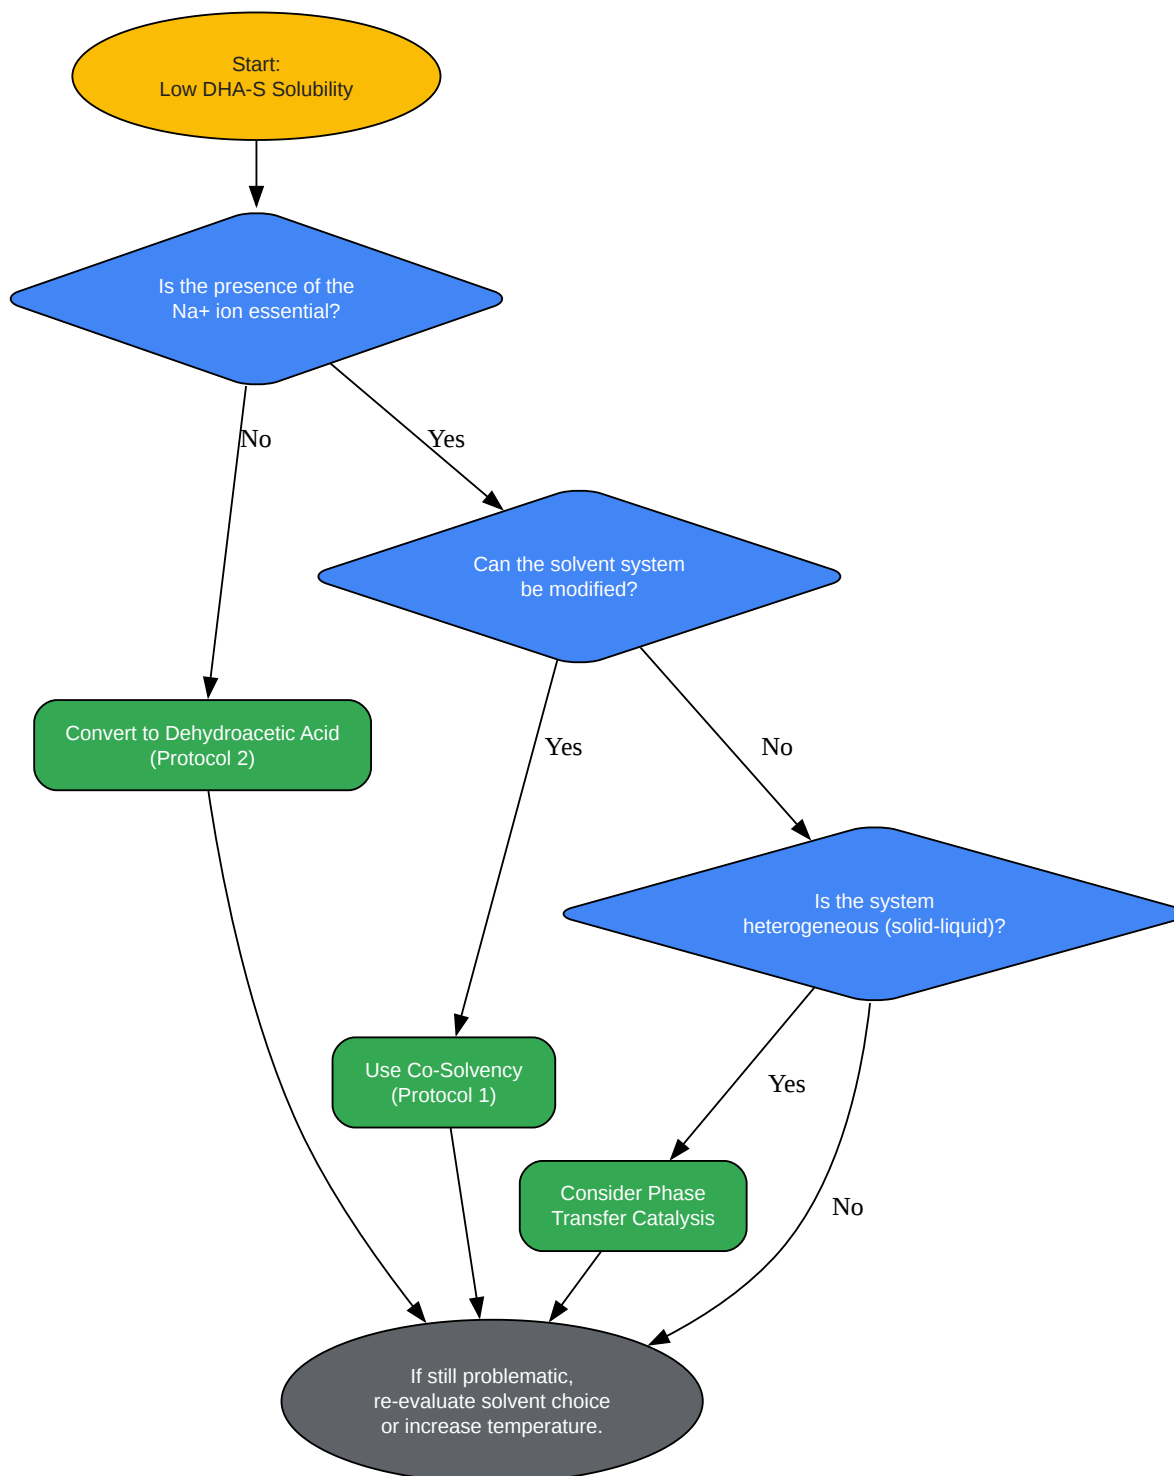 Start:
Low DHA-S Solubility
Is the presence of the
Na+ ion essential?
No
Yes
Can the solvent system
be modified?
Convert to Dehydroacetic Acid
(Protocol 2)
Yes
No
Is the system
heterogeneous (solid-liquid)?
Use Co-Solvency
(Protocol 1)
Yes
Consider Phase
Transfer Catalysis
No
If still problematic,
re-evaluate solvent choice
or increase temperature.